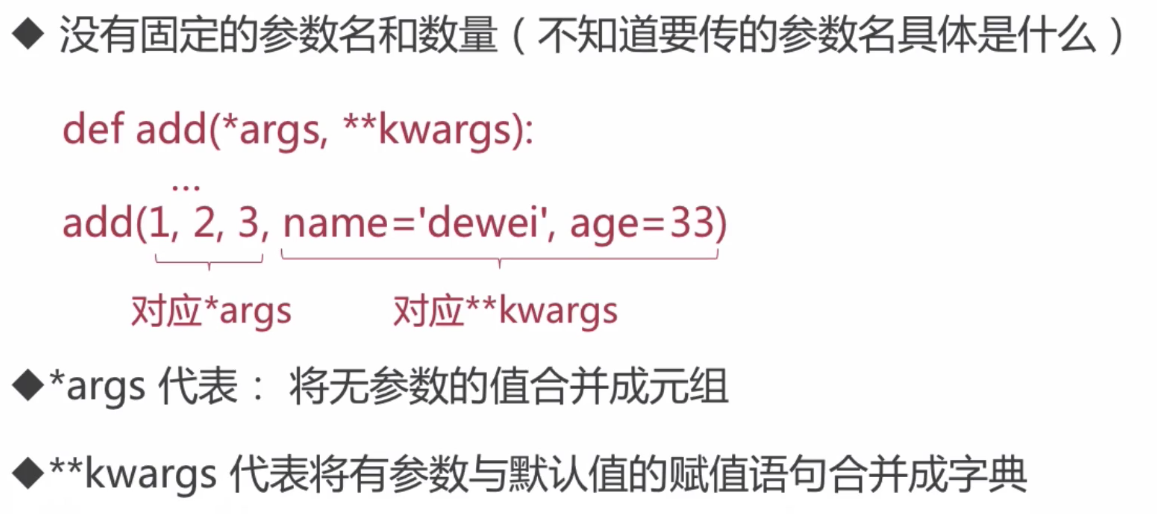 ◆ 没有固定的参数名和数量（不知道要传的参数名具体是什么）
def add(*args, **kwargs):
...
add(1, 2, 3, name='dewei', age=33)
对应*args 对应**kwargs
◆*args 代表： 将无参数的值合并成元组
◆**kwargs 代表将有参数与默认值的赋值语句合并成字典